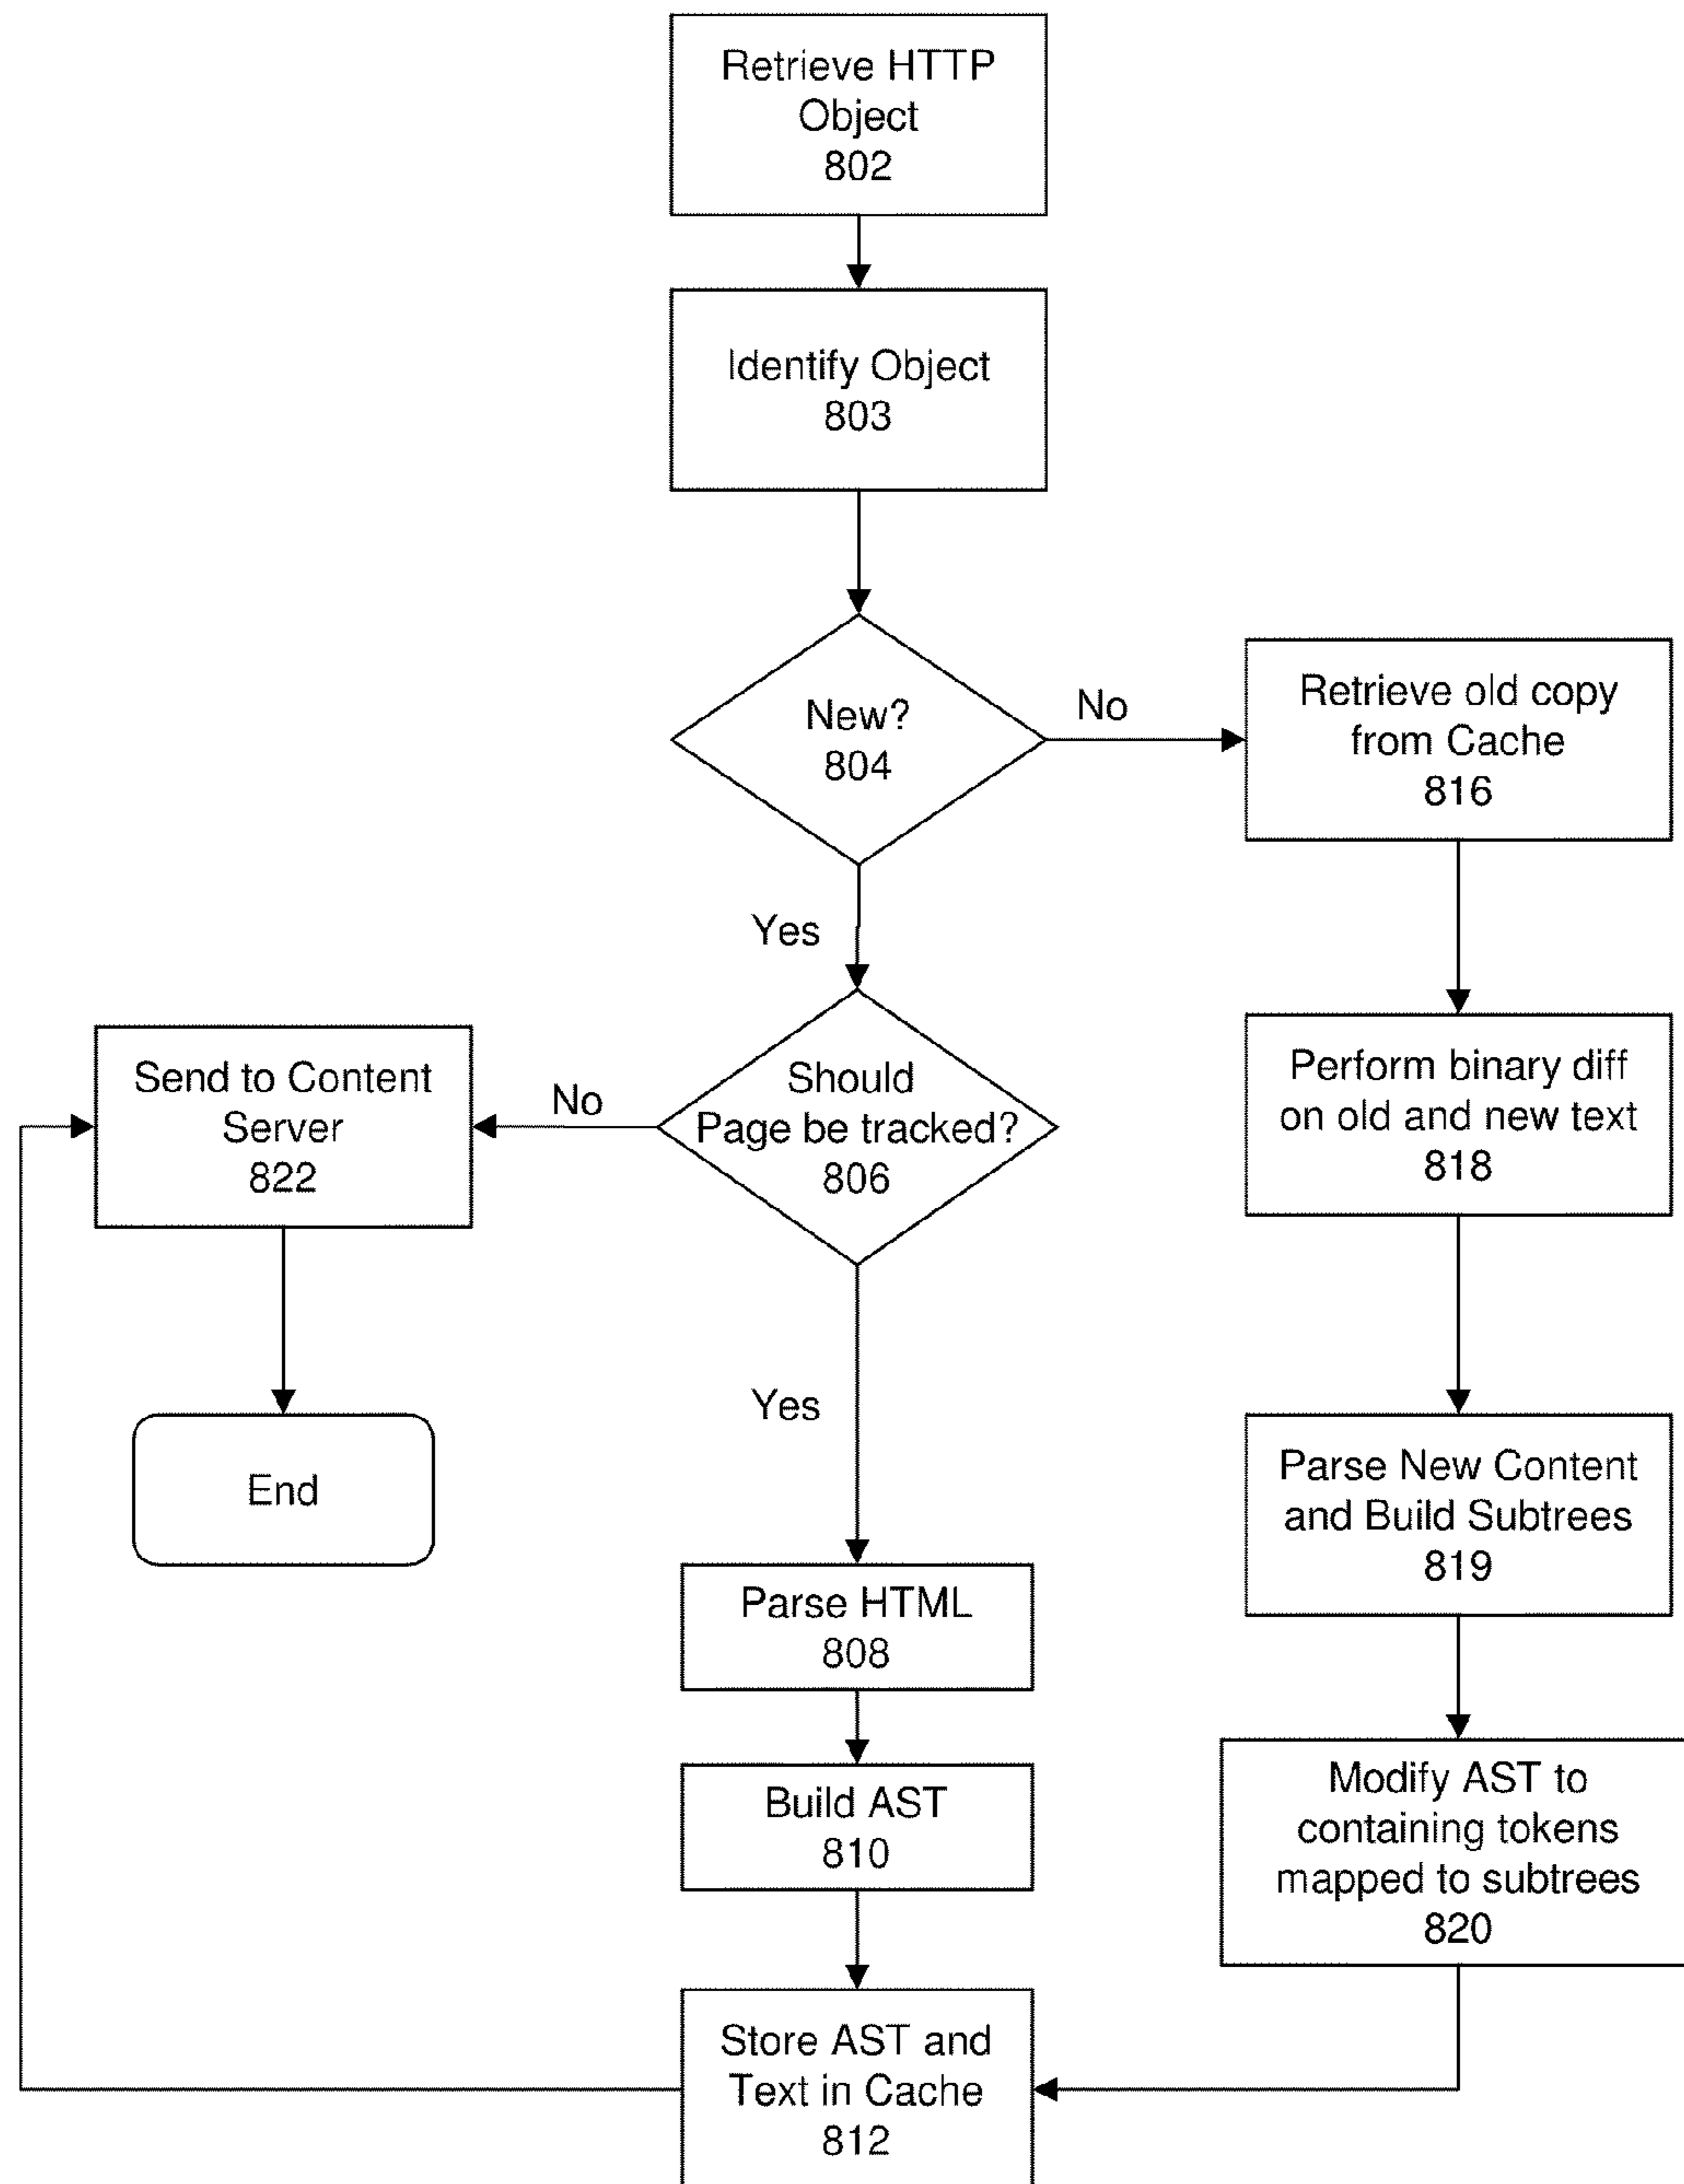 Retrieve HTTP
Object
802
Identify Object
803
New?
804
No
Retrieve old copy
from Cache
816
Yes
Send to Content
Server
822
No
Should
Page be tracked?
806
Perform binary diff
on old and new text
818
End
Yes
Parse New Content
and Build Subtrees
819
Parse HTML
808
Build AST
810
Modify AST to
containing tokens
mapped to subtrees
820
Store AST and
Text in Cache
812